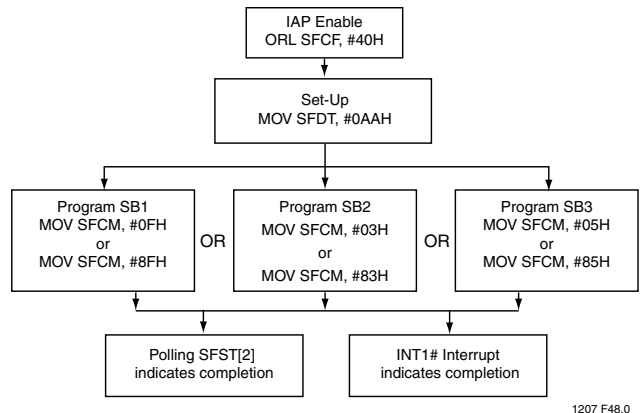 IAP Enable
ORL SFCF, #40H
Set-Up
MOV SFDT, #0AAH
Program SB1
MOV SFCM, #0FH
or
MOV SFCM, #8FH
OR
Program SB2
MOV SFCM, #03H
or
MOV SFCM, #83H
OR
Program SB3
MOV SFCM, #05H
or
MOV SFCM, #85H
Polling SFST[2]
indicates completion
INT1# Interrupt
indicates completion
1207 F48.0